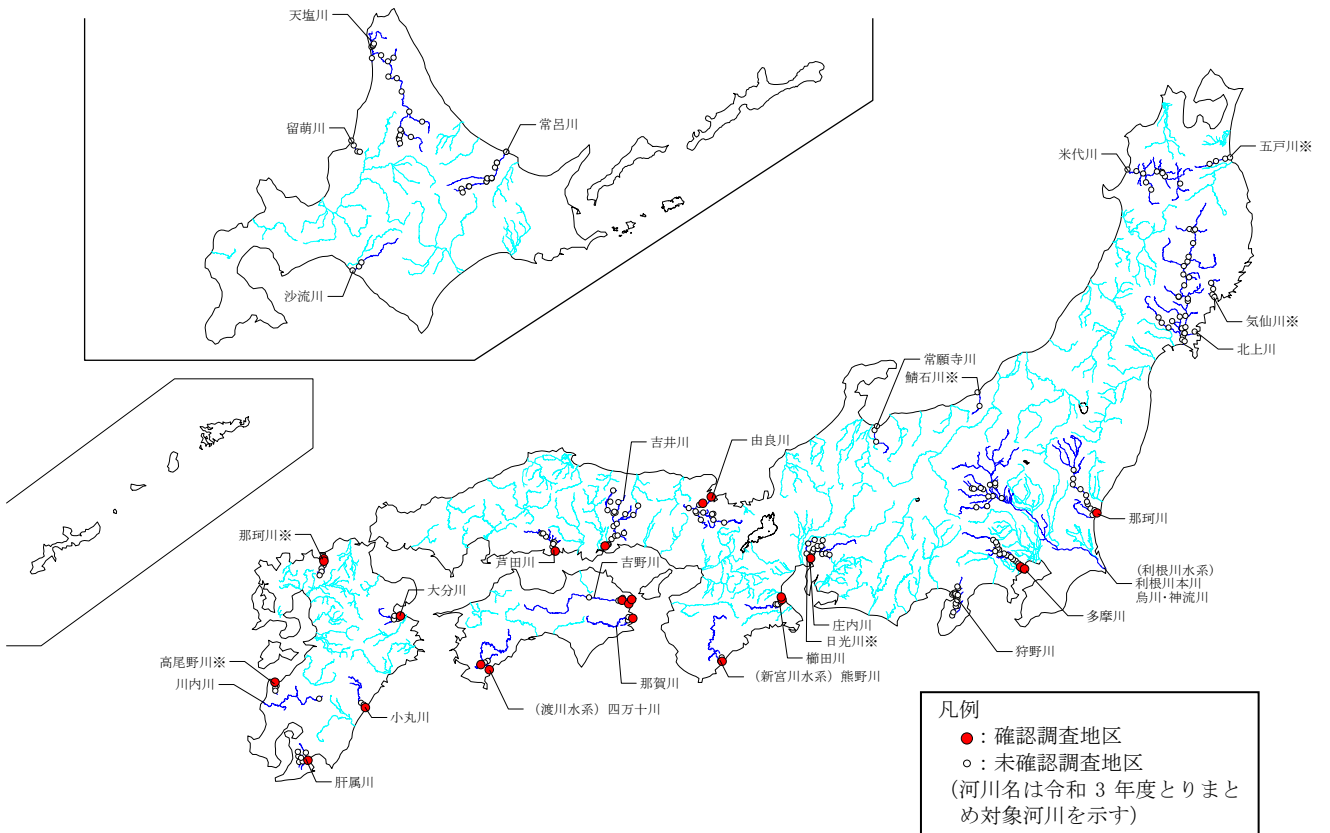 天塩川
留萌川
常呂川
沙流川
米代川
五戸川※
気仙川※
北上川
常願寺川
鯖石川※
吉井川
由良川
那珂川
那珂川※
芦田川
吉野川
大分川
(利根川水系)
利根川本川
烏川・神流川
多摩川
庄内川
日光川※
狩野川
櫛田川
高尾野川※
川内川
那賀川
(新宮川水系) 熊野川
(渡川水系) 四万十川
小丸川
肝属川
凡例
●：確認調査地区
○：未確認調査地区
(河川名は令和 3 年度とりまと
め対象河川を示す)